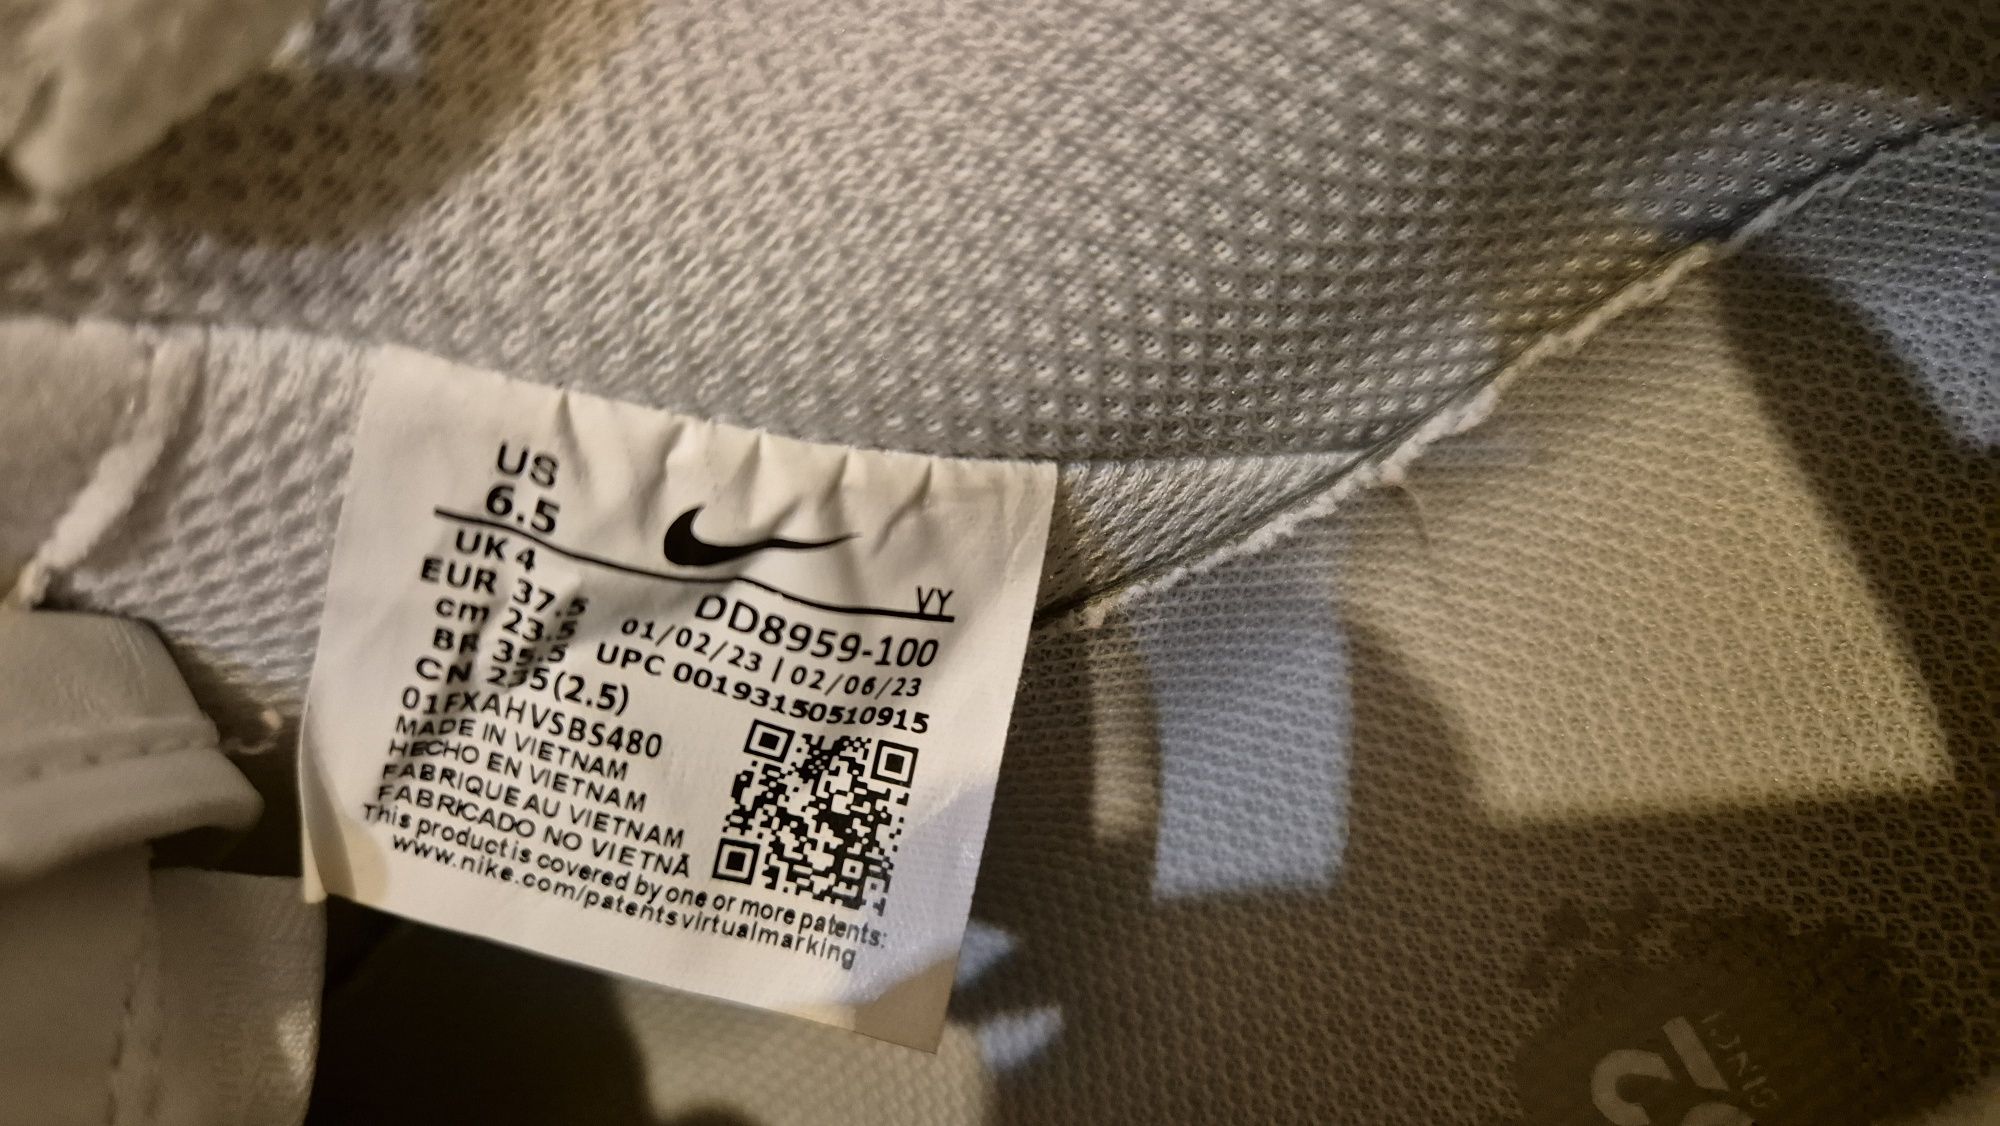 US
6.5
UK 4
EUR 37.5
cm 23.5
BR 35.5
CN 235(2.5)
VY
DD8959-100
01/02/23 | 02/06/23
UPC 00193150510915
01FXAHVSBS480
MADE IN VIETNAM
HECHO EN VIETNAM
FABRIQUE AU VIETNAM
FABRICADO NO VIETNÃ
This product is covered by one or more patents:
www.nike.com/patentsvirtualmarking